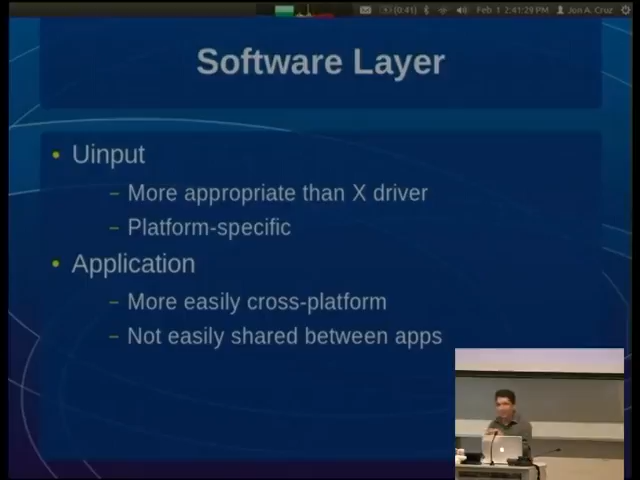 (0:41) Feb 1 2:41:29 PM Jon A. Cruz
Software Layer
• Uinput
– More appropriate than X driver
– Platform-specific
• Application
– More easily cross-platform
– Not easily shared between apps